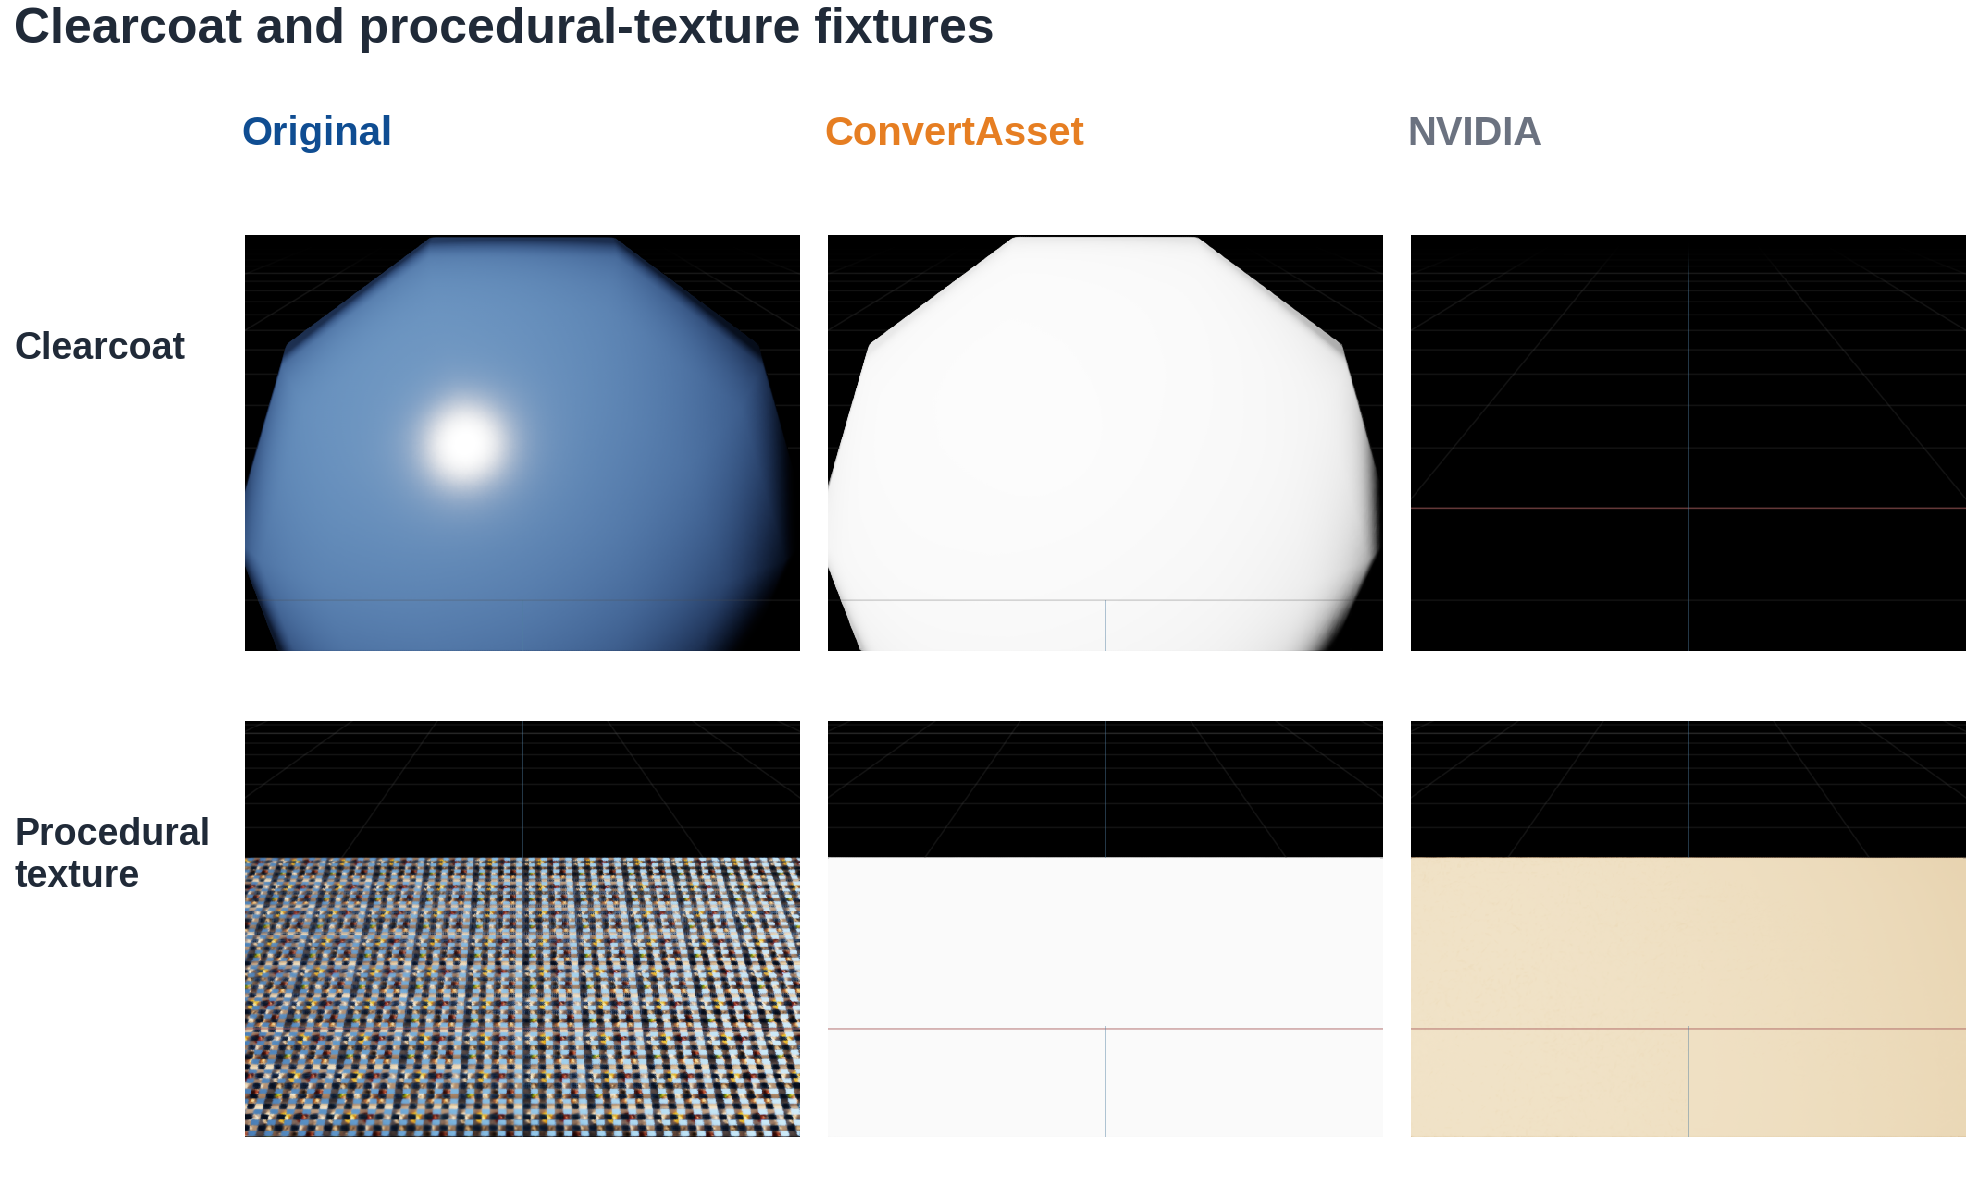 Clearcoat and procedural-texture fixtures
Original
ConvertAsset
NVIDIA
Clearcoat
Procedural
texture